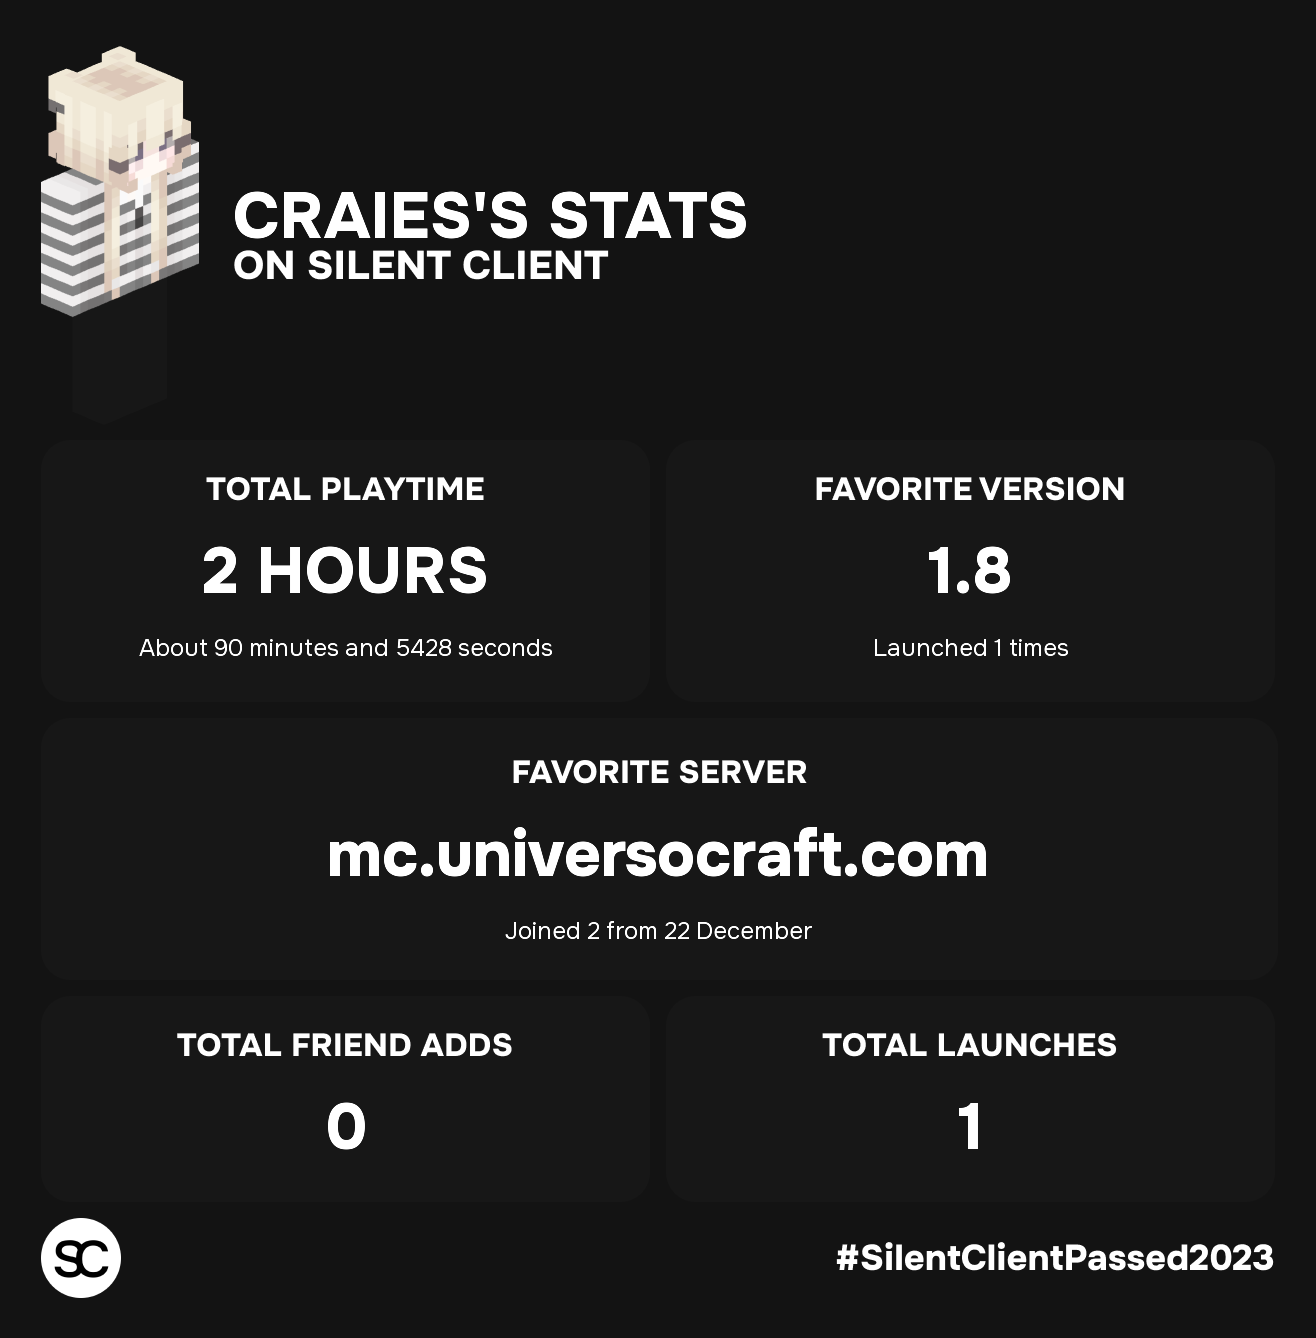 CRAIES'S STATS
ON SILENT CLIENT
TOTAL PLAYTIME
2 HOURS
About 90 minutes and 5428 seconds
FAVORITE VERSION
1.8
Launched 1 times
FAVORITE SERVER
mc.universocraft.com
Joined 2 from 22 December
TOTAL FRIEND ADDS
0
TOTAL LAUNCHES
1
SC
#SilentClientPassed2023